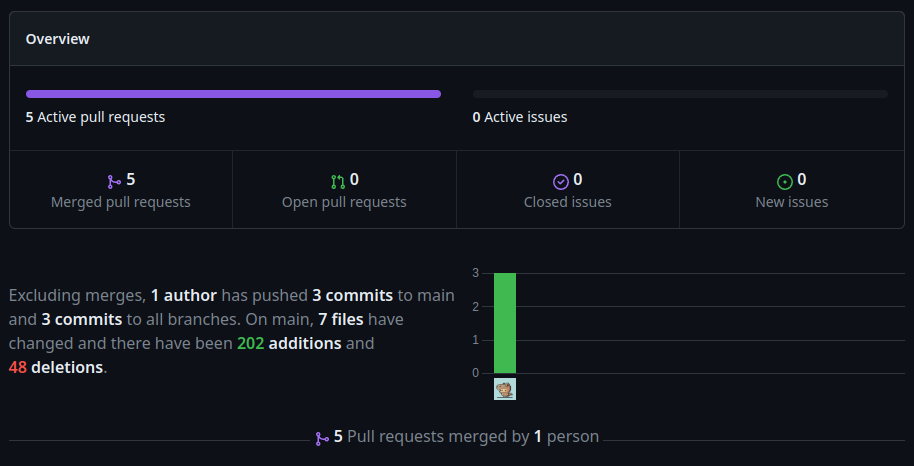 Overview
5 Active pull requests
0 Active issues
5
Merged pull requests
0
Open pull requests
0
Closed issues
0
New issues
Excluding merges, 1 author has pushed 3 commits to main
and 3 commits to all branches. On main, 7 files have
changed and there have been 202 additions and
48 deletions.
3
2
1
0
5 Pull requests merged by 1 person